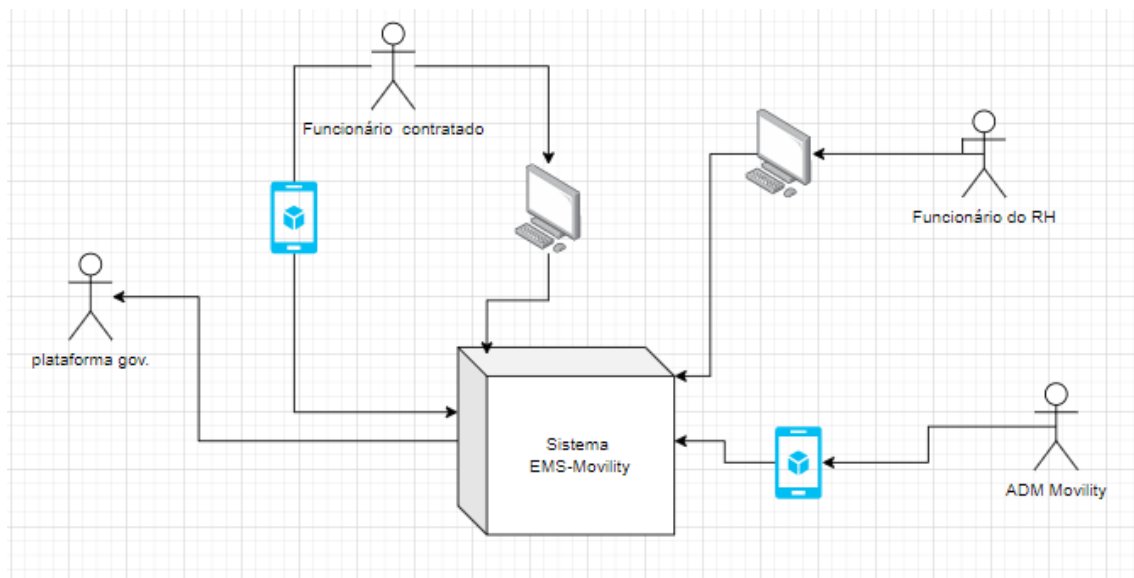 Funcionário contratado
Funcionário do RH
plataforma gov.
Sistema
EMS-Movility
ADM Movility